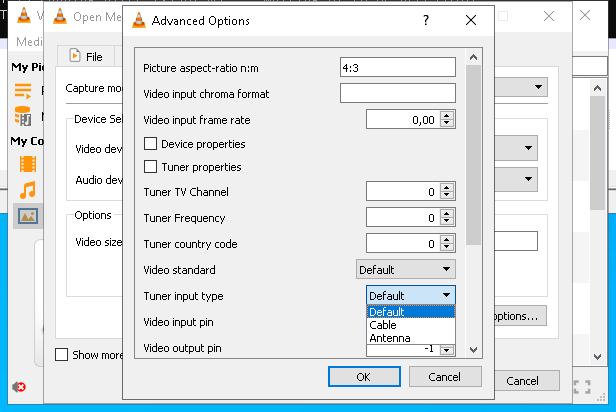 Open Me
Advanced Options
?
Medi
File
My Pi
Capture mo
My Co
Device Sel
Video dev
Audio dev
Options
Video size
Show more
Picture aspect-ratio n:m 4:3
Video input chroma format
Video input frame rate 0,00
Device properties
Tuner properties
Tuner TV Channel 0
Tuner Frequency 0
Tuner country code 0
Video standard Default
Tuner input type Default
Default
Cable
Antenna
Video input pin
Video output pin -1
OK Cancel
options...
Cancel